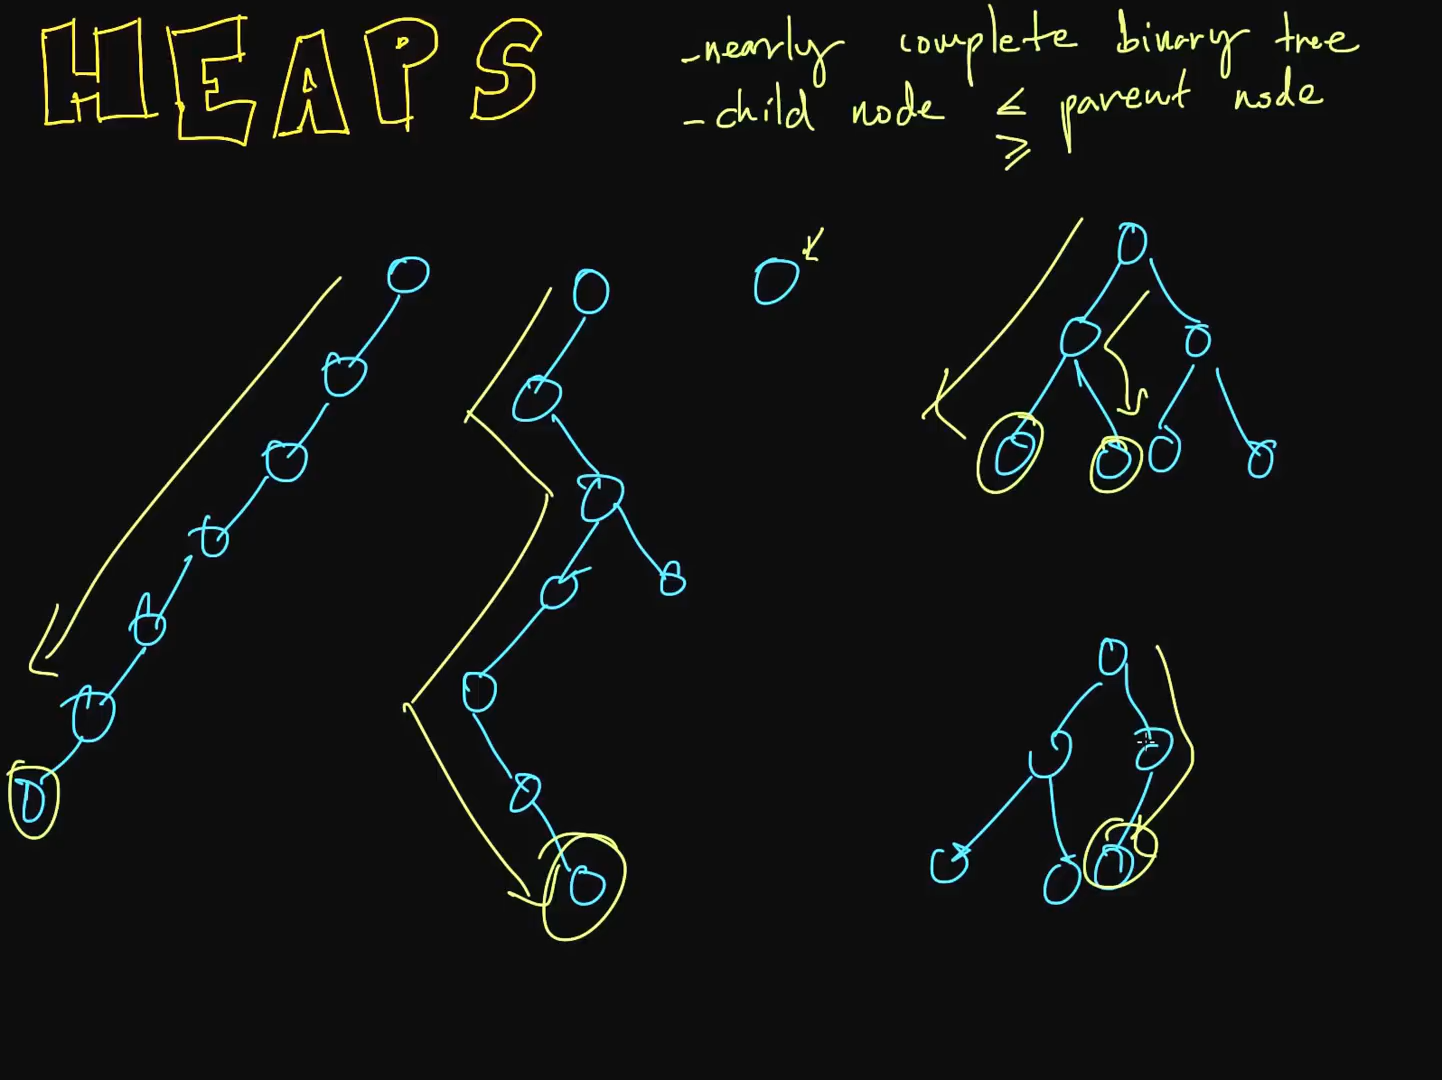 HEAPS
-nearly complete binary tree
-child node ≤ parent node
≥